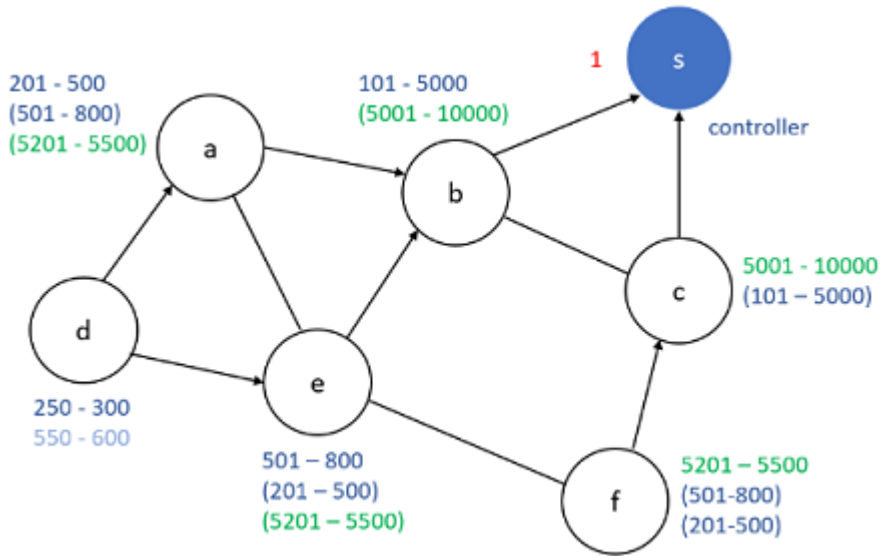 s
1
controller
201 - 500
(501 - 800)
(5201 - 5500)
a
101 - 5000
(5001 - 10000)
b
5001 - 10000
(101 – 5000)
c
d
250 - 300
550 - 600
e
501 – 800
(201 – 500)
(5201 – 5500)
f
5201 – 5500
(501-800)
(201-500)